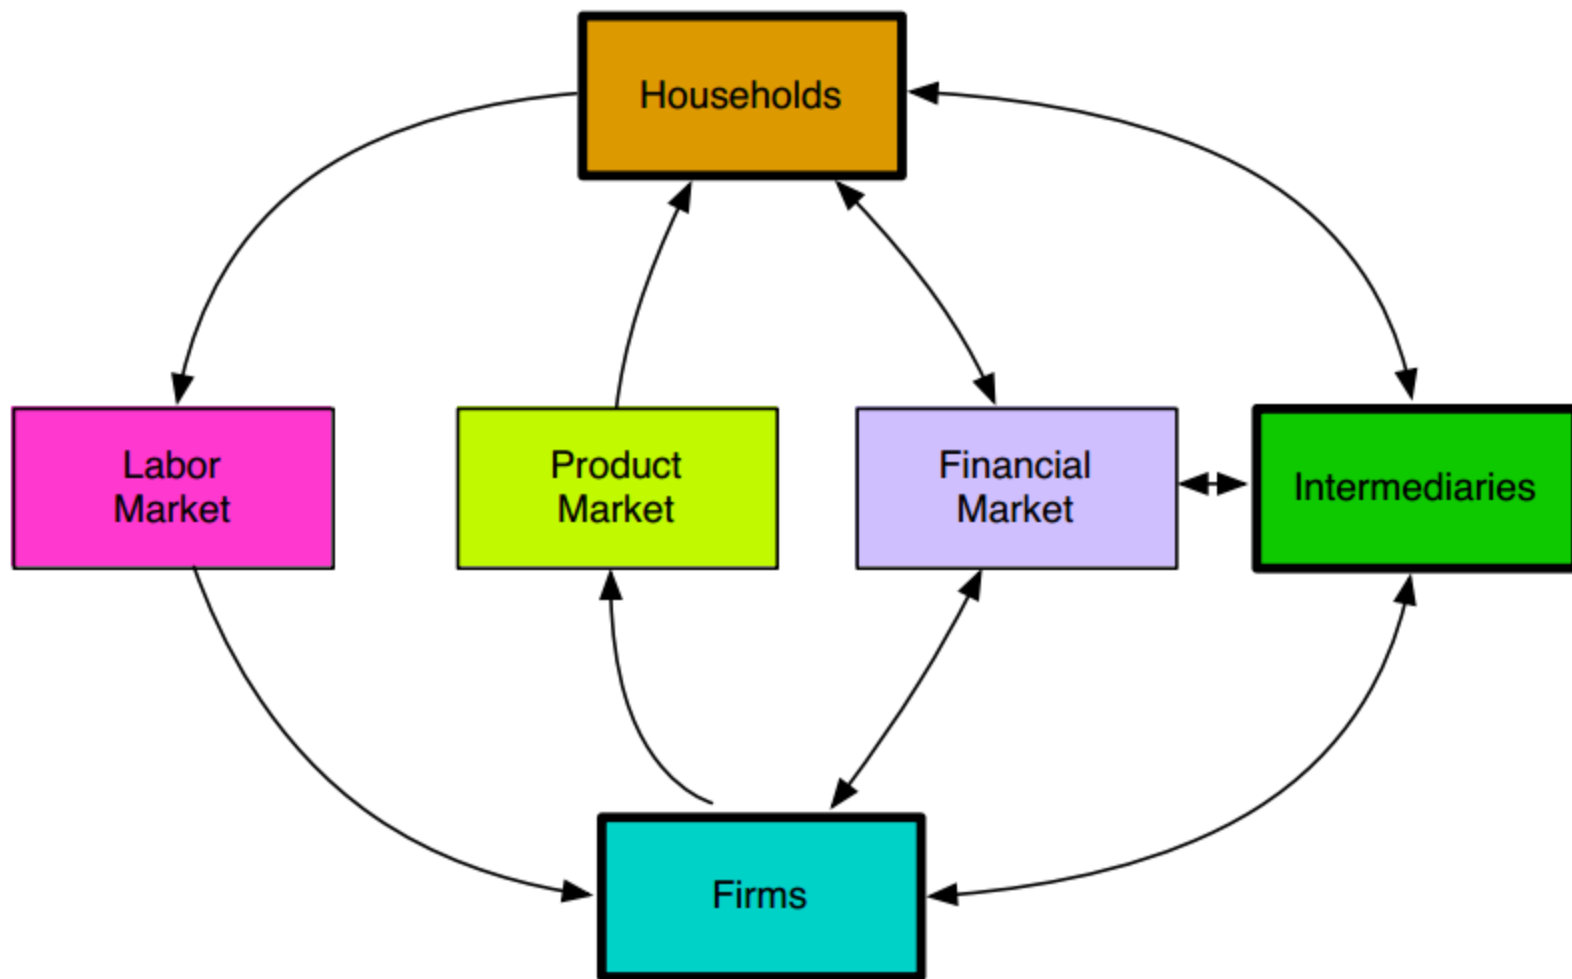 Households
Labor
Market
Product
Market
Financial
Market
Intermediaries
Firms